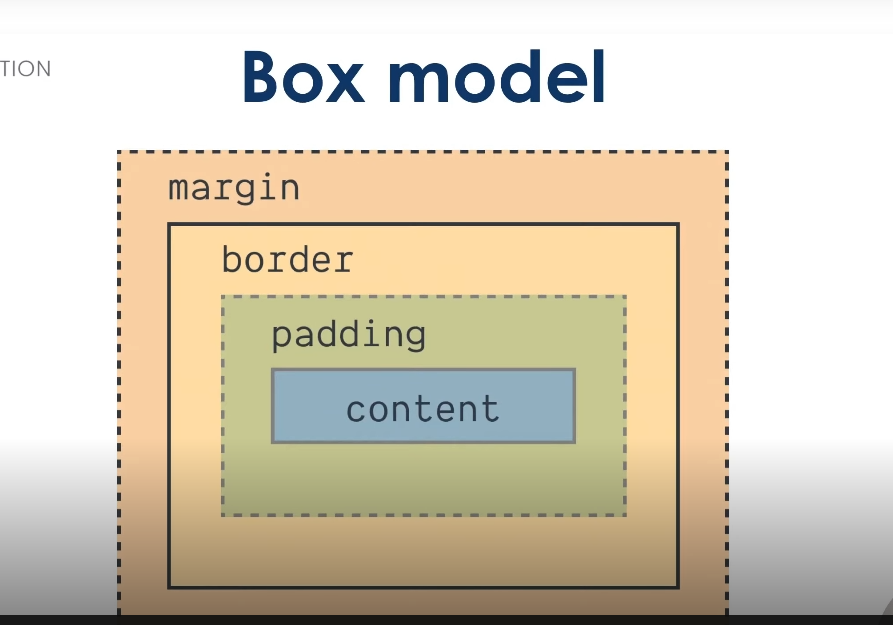 TION
Box model
margin
border
padding
content